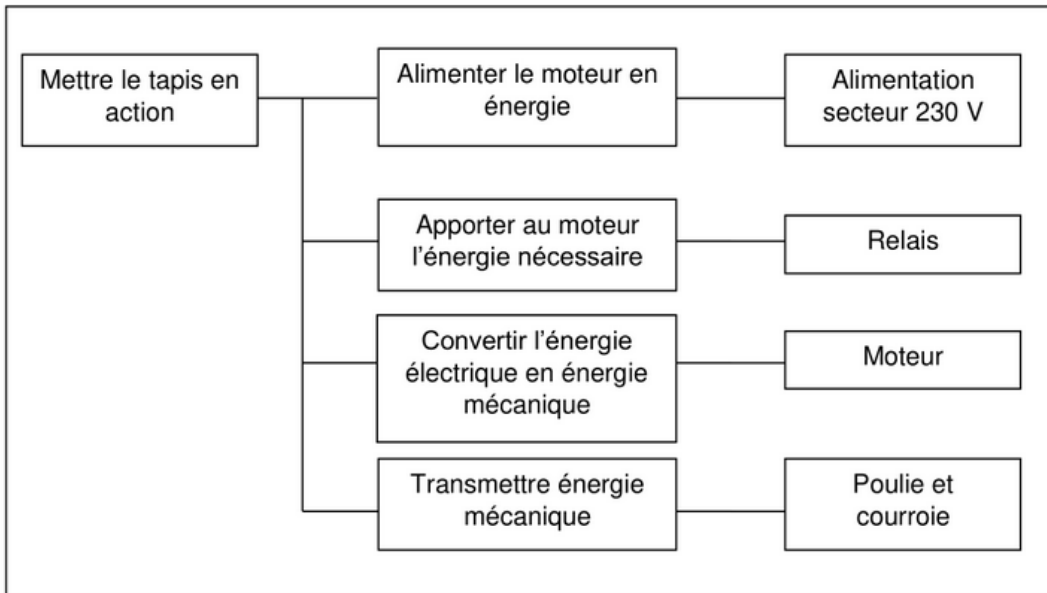 Mettre le tapis en
action
Alimenter le moteur en
énergie
Alimentation
secteur 230 V
Apporter au moteur
l'énergie nécessaire
Relais
Convertir l'énergie
électrique en énergie
mécanique
Moteur
Transmettre énergie
mécanique
Poulie et
courroie